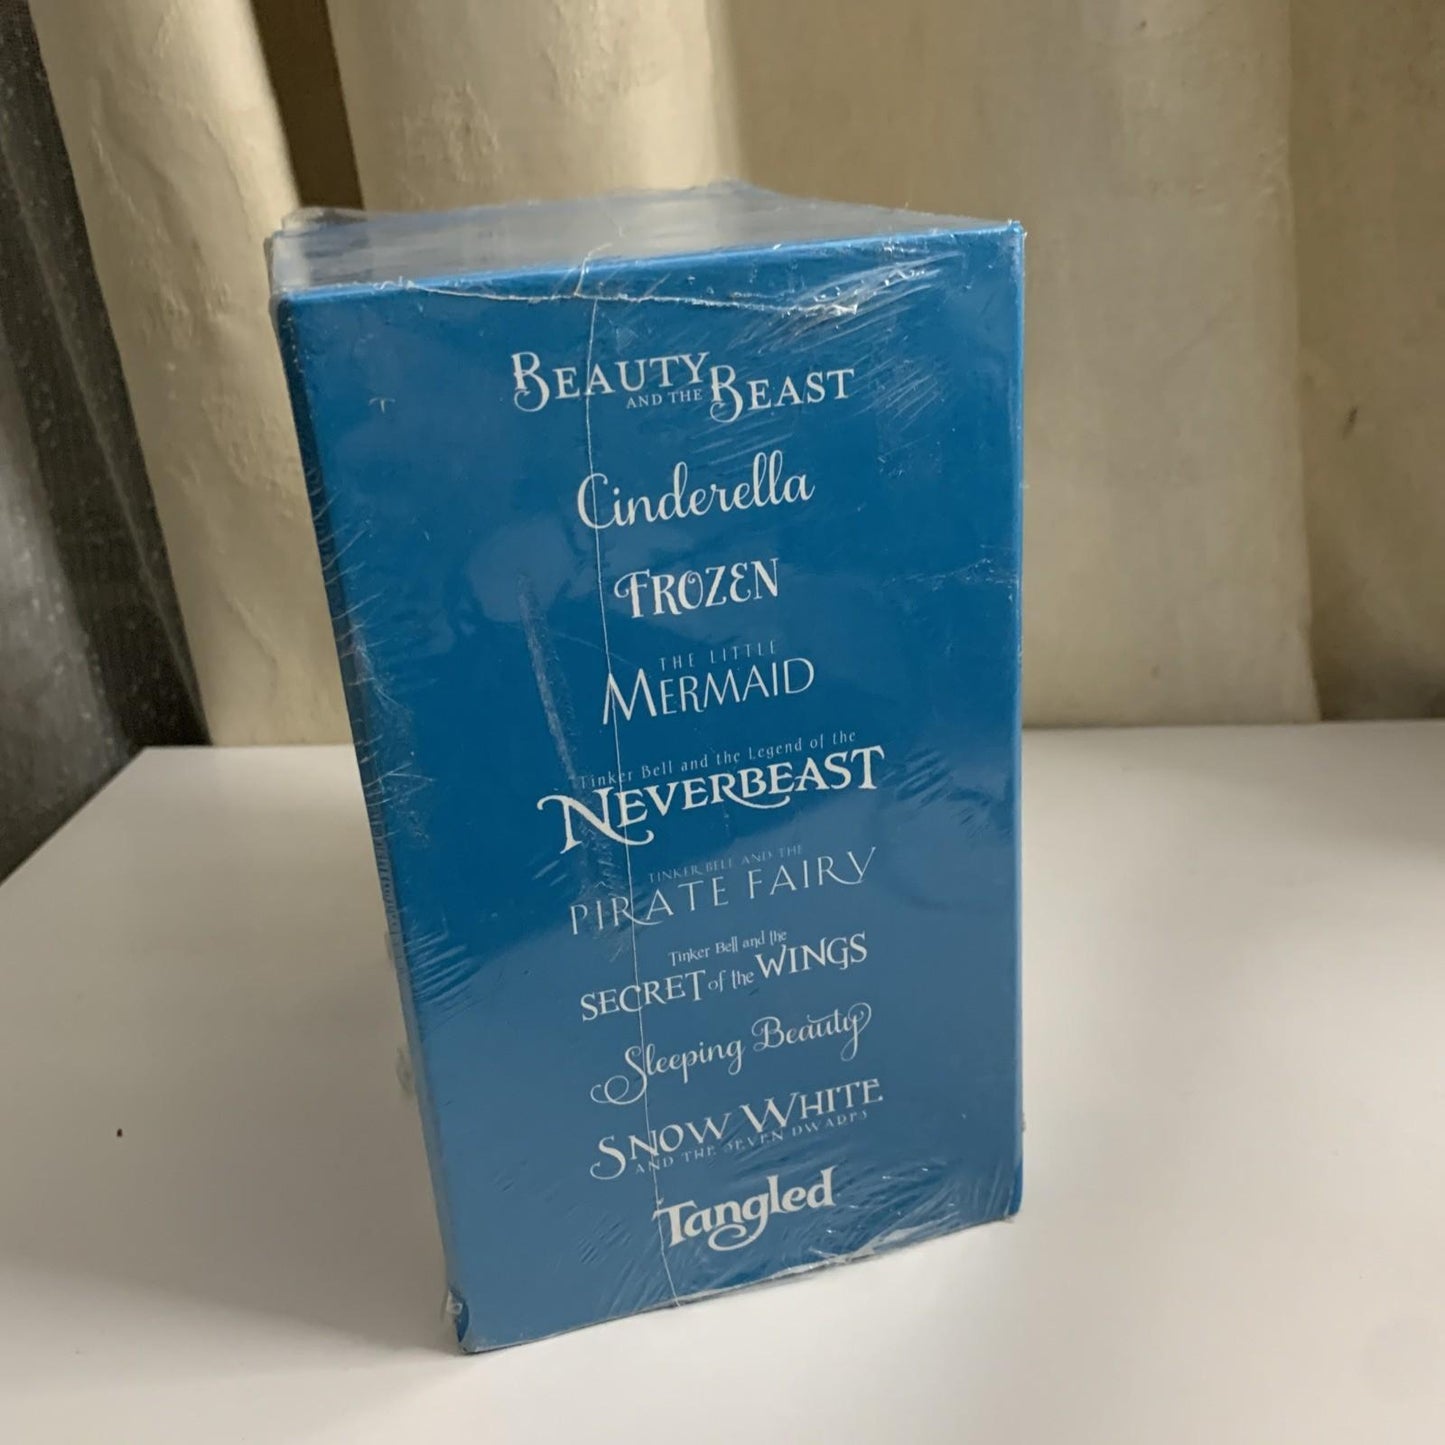 BEAUTY
AND THE BEAST
Cinderella
FROZEN
THE LITTLE
MERMAID
Tinker Bell and the Legend of the
NEVERBEAST
TINKER BELL AND THE
PIRATE FAIRY
Tinker Bell and the
SECRET of the WINGS
Sleeping Beauty
SNOW WHITE
AND THE SEVEN DWARFS
Tangled